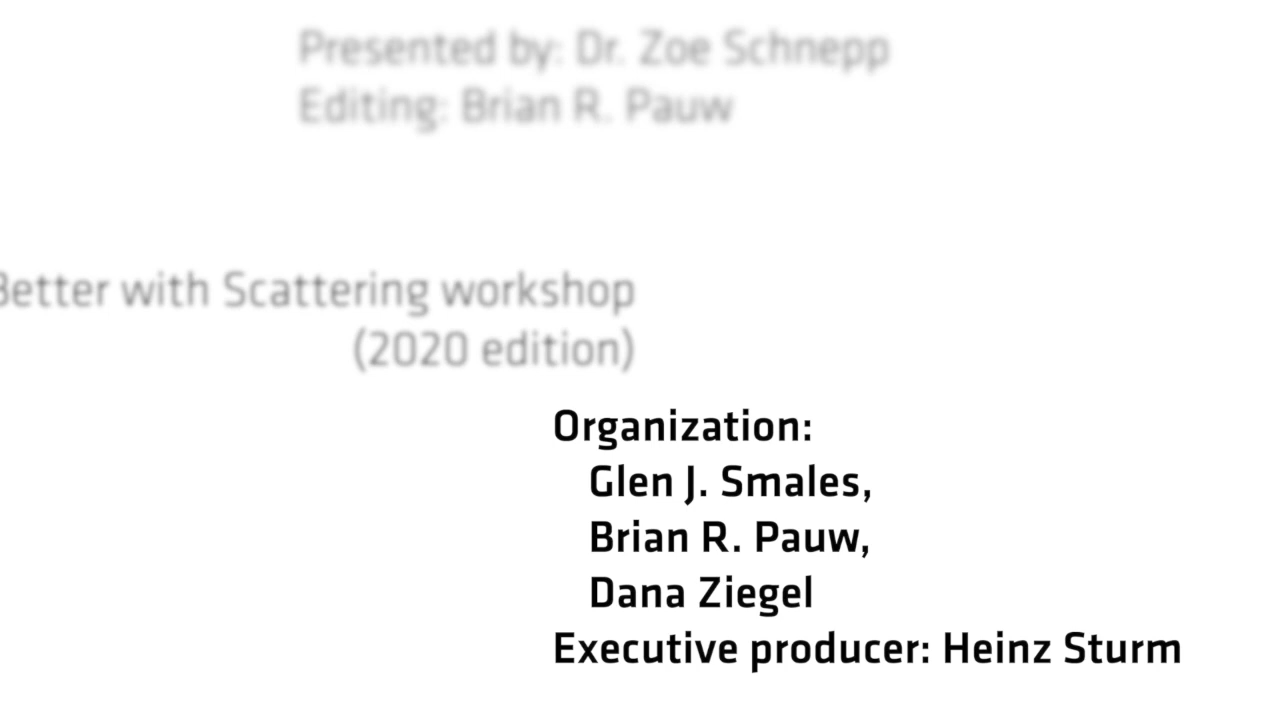 Presented by: Dr. Zoe Schnepp
Editing: Brian R. Pauw
Better with Scattering workshop
(2020 edition)
Organization:
Glen J. Smales,
Brian R. Pauw,
Dana Ziegel
Executive producer: Heinz Sturm